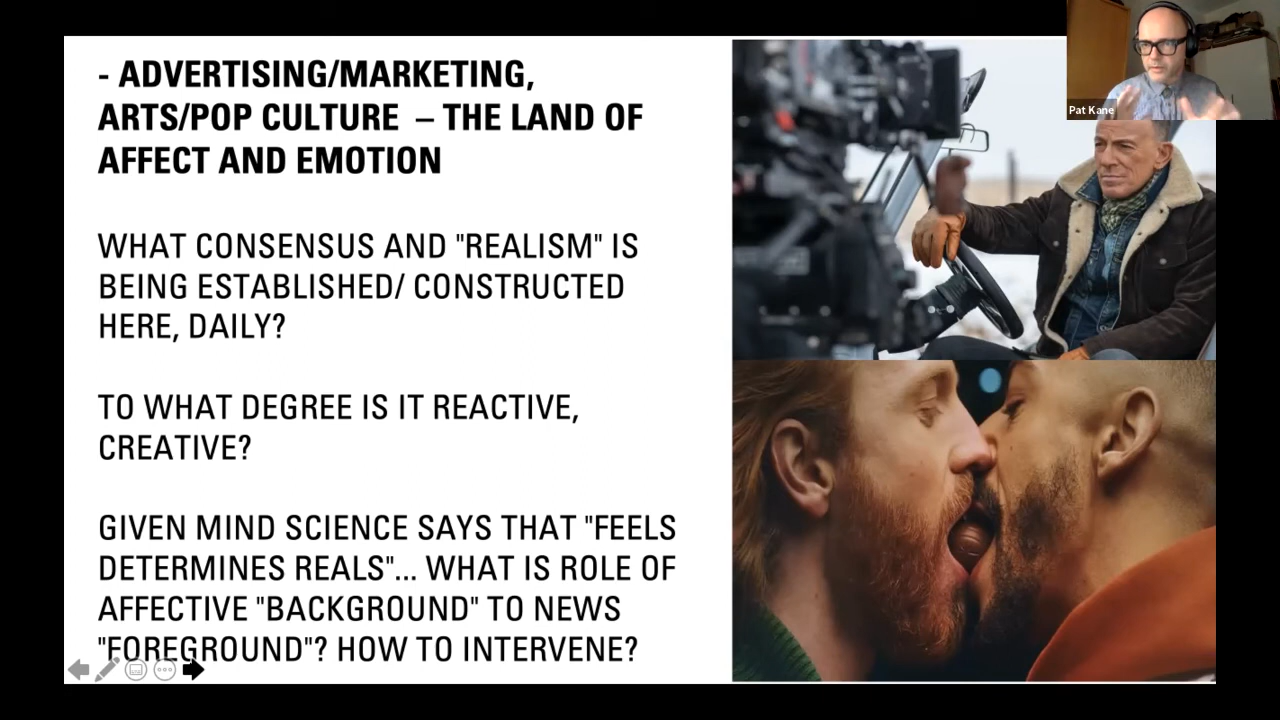 - ADVERTISING/MARKETING,
ARTS/POP CULTURE – THE LAND OF
AFFECT AND EMOTION
WHAT CONSENSUS AND "REALISM" IS
BEING ESTABLISHED/ CONSTRUCTED
HERE, DAILY?
TO WHAT DEGREE IS IT REACTIVE,
CREATIVE?
GIVEN MIND SCIENCE SAYS THAT "FEELS
DETERMINES REALS"... WHAT IS ROLE OF
AFFECTIVE "BACKGROUND" TO NEWS
"FOREGROUND"? HOW TO INTERVENE?
Pat Kane